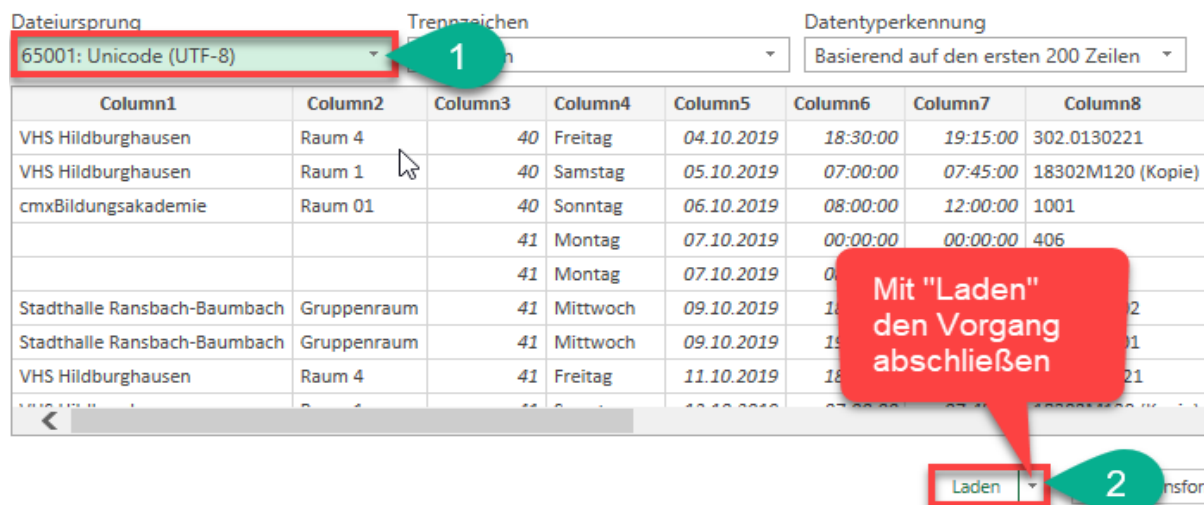 Dateiursprung Trennzeichen Datentyperkennung
65001: Unicode (UTF-8) 1 Basierend auf den ersten 200 Zeilen
Column1 Column2 Column3 Column4 Column5 Column6 Column7 Column8
VHS Hildburghausen Raum 4 40 Freitag 04.10.2019 18:30:00 19:15:00 302.0130221
VHS Hildburghausen Raum 1 40 Samstag 05.10.2019 07:00:00 07:45:00 18302M120 (Kopie)
cmxBildungsakademie Raum 01 40 Sonntag 06.10.2019 08:00:00 12:00:00 1001
41 Montag 07.10.2019 00:00:00 00:00:00 406
41 Montag 07.10.2019
Stadthalle Ransbach-Baumbach Gruppenraum 41 Mittwoch 09.10.2019
Stadthalle Ransbach-Baumbach Gruppenraum 41 Mittwoch 09.10.2019
VHS Hildburghausen Raum 4 41 Freitag 11.10.2019
Mit "Laden"
den Vorgang
abschließen
Laden 2